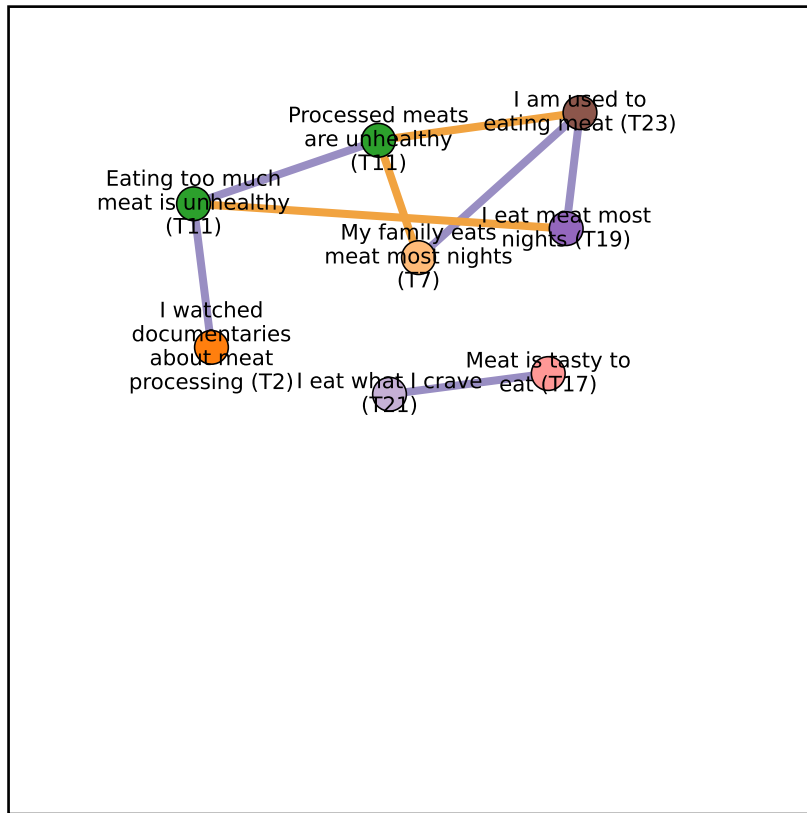 Processed meats
are unhealthy
(T11)
I am used to
eating meat (T23)
Eating too much
meat is unhealthy
(T11)
I eat meat most
nights (T19)
My family eats
meat most nights
(T7)
I watched
documentaries
about meat
processing (T2)
I eat what I crave
(T21)
Meat is tasty to
eat (T17)